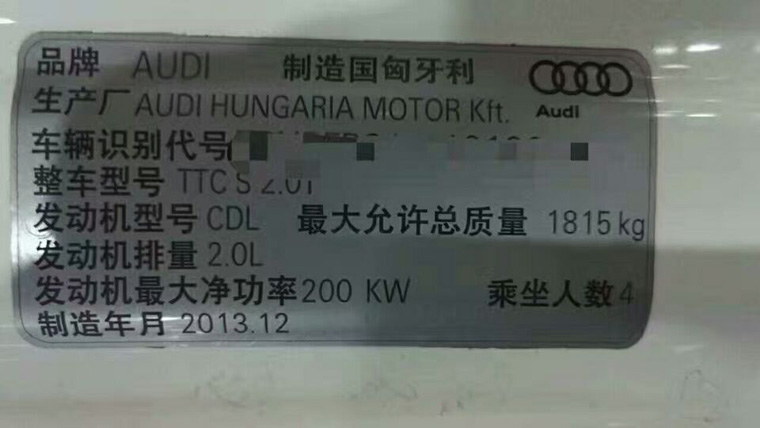 品牌 AUDI 制造国匈牙利
生产厂 AUDI HUNGARIA MOTOR Kft. Audi
车辆识别代号
整车型号 TTC S 2.0T
发动机型号 CDL 最大允许总质量 1815 kg
发动机排量 2.0L
发动机最大净功率 200 KW 乘坐人数 4
制造年月 2013.12